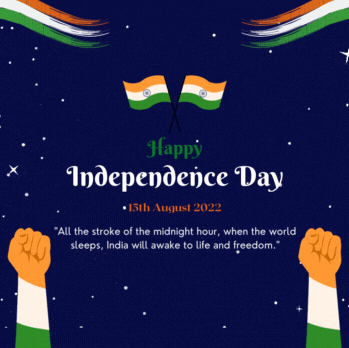 Happy
Independence Day
15th August 2022
"All the stroke of the midnight hour, when the world
sleeps, India will awake to life and freedom."